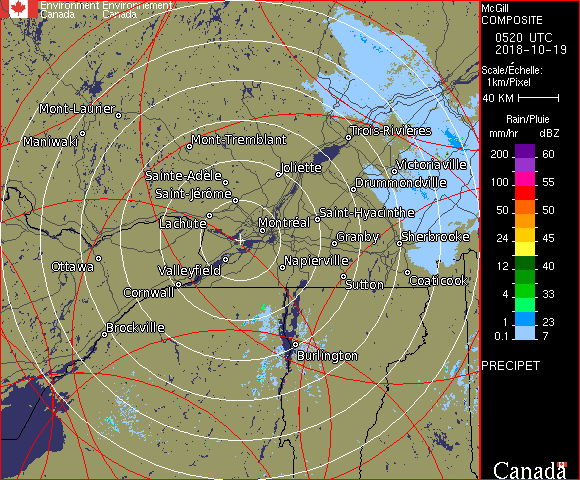 Environment Environnement
Canada Canada
McGill
COMPOSITE
0520 UTC
2018-10-19
Scale/Échelle:
1km/Pixel
40 KM
Rain/Pluie
mm/hr dBZ
200 60
100 55
50 50
24 45
12 40
4 33
1 23
0.1 7
PRECIPET
Canada
Mont-Laurier
Maniwaki
Mont-Tremblant
Trois-Rivières
Joliette
Victoriaville
Sainte-Adèle
Drummondville
Saint-Jérôme
Saint-Hyacinthe
Lachute
Montréal
Granby
Sherbrooke
Ottawa
Valleyfield
Napierville
Coaticook
Cornwall
Sutton
Brockville
Burlington